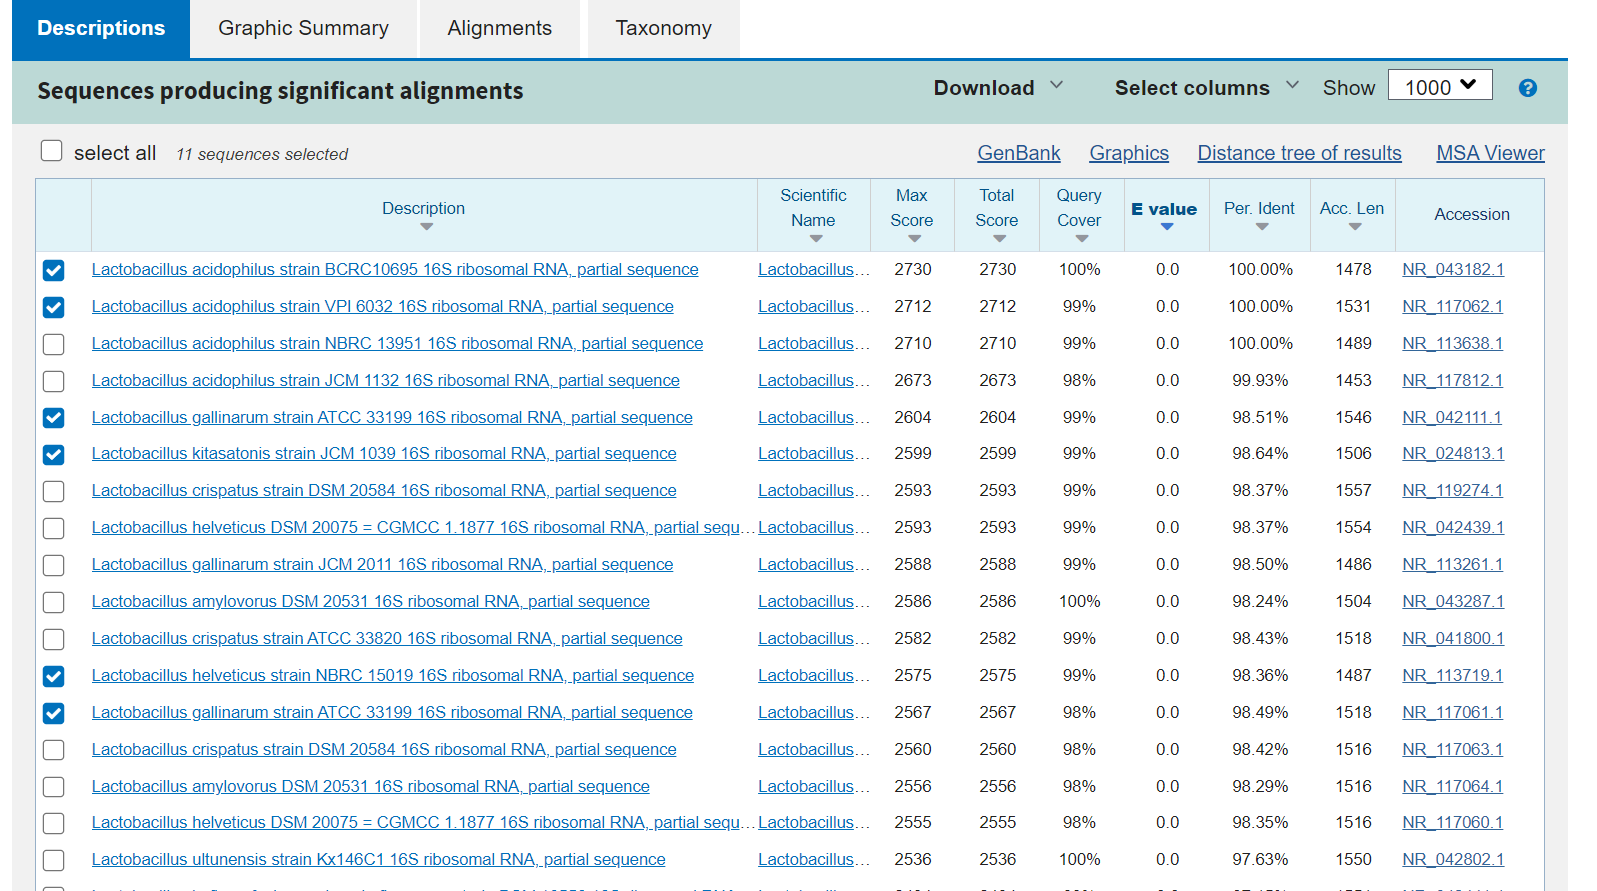 Descriptions Graphic Summary Alignments Taxonomy
Sequences producing significant alignments Download Select columns Show 1000 ?
select all 11 sequences selected GenBank Graphics Distance tree of results MSA Viewer
Description Scientific Name Max Score Total Score Query Cover E value Per. Ident Acc. Len Accession
Lactobacillus acidophilus strain BCRC10695 16S ribosomal RNA, partial sequence Lactobacillus... 2730 2730 100% 0.0 100.00% 1478 NR_043182.1
Lactobacillus acidophilus strain VPI 6032 16S ribosomal RNA, partial sequence Lactobacillus... 2712 2712 99% 0.0 100.00% 1531 NR_117062.1
Lactobacillus acidophilus strain NBRC 13951 16S ribosomal RNA, partial sequence Lactobacillus... 2710 2710 99% 0.0 100.00% 1489 NR_113638.1
Lactobacillus acidophilus strain JCM 1132 16S ribosomal RNA, partial sequence Lactobacillus... 2673 2673 98% 0.0 99.93% 1453 NR_117812.1
Lactobacillus gallinarum strain ATCC 33199 16S ribosomal RNA, partial sequence Lactobacillus... 2604 2604 99% 0.0 98.51% 1546 NR_042111.1
Lactobacillus kitasatonis strain JCM 1039 16S ribosomal RNA, partial sequence Lactobacillus... 2599 2599 99% 0.0 98.64% 1506 NR_024813.1
Lactobacillus crispatus strain DSM 20584 16S ribosomal RNA, partial sequence Lactobacillus... 2593 2593 99% 0.0 98.37% 1557 NR_119274.1
Lactobacillus helveticus DSM 20075 = CGMCC 1.1877 16S ribosomal RNA, partial sequ... Lactobacillus... 2593 2593 99% 0.0 98.37% 1554 NR_042439.1
Lactobacillus gallinarum strain JCM 2011 16S ribosomal RNA, partial sequence Lactobacillus... 2588 2588 99% 0.0 98.50% 1486 NR_113261.1
Lactobacillus amylovorus DSM 20531 16S ribosomal RNA, partial sequence Lactobacillus... 2586 2586 100% 0.0 98.24% 1504 NR_043287.1
Lactobacillus crispatus strain ATCC 33820 16S ribosomal RNA, partial sequence Lactobacillus... 2582 2582 99% 0.0 98.43% 1518 NR_041800.1
Lactobacillus helveticus strain NBRC 15019 16S ribosomal RNA, partial sequence Lactobacillus... 2575 2575 99% 0.0 98.36% 1487 NR_113719.1
Lactobacillus gallinarum strain ATCC 33199 16S ribosomal RNA, partial sequence Lactobacillus... 2567 2567 98% 0.0 98.49% 1518 NR_117061.1
Lactobacillus crispatus strain DSM 20584 16S ribosomal RNA, partial sequence Lactobacillus... 2560 2560 98% 0.0 98.42% 1516 NR_117063.1
Lactobacillus amylovorus DSM 20531 16S ribosomal RNA, partial sequence Lactobacillus... 2556 2556 98% 0.0 98.29% 1516 NR_117064.1
Lactobacillus helveticus DSM 20075 = CGMCC 1.1877 16S ribosomal RNA, partial sequ... Lactobacillus... 2555 2555 98% 0.0 98.35% 1516 NR_117060.1
Lactobacillus ultunensis strain Kx146C1 16S ribosomal RNA, partial sequence Lactobacillus... 2536 2536 100% 0.0 97.63% 1550 NR_042802.1